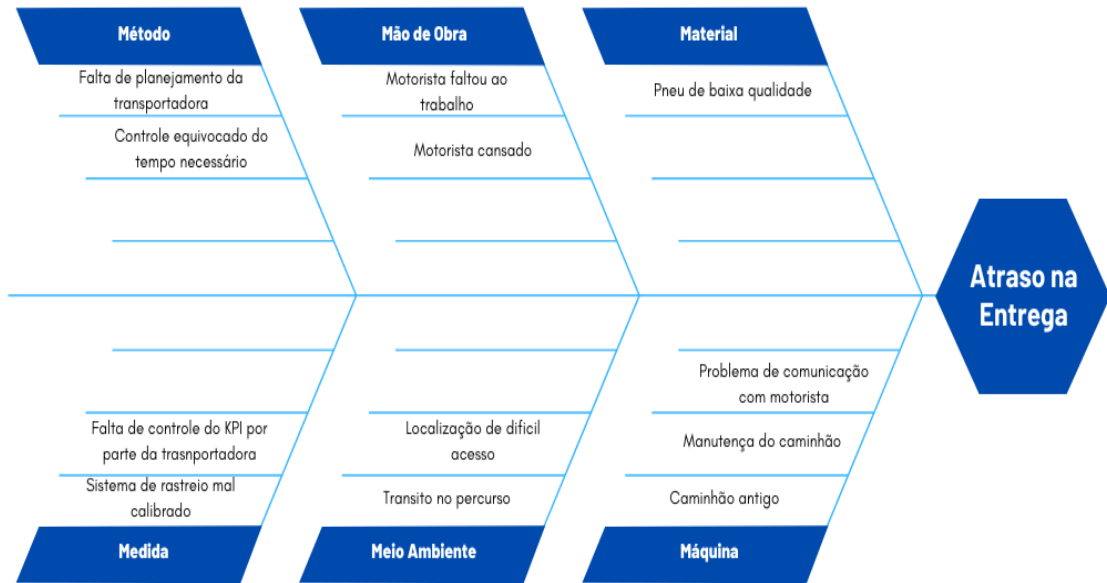 Método
Falta de planejamento da
transportadora
Controle equivocado do
tempo necessário
Mão de Obra
Motorista faltou ao
trabalho
Motorista cansado
Material
Pneu de baixa qualidade
Atraso na
Entrega
Falta de controle do KPI por
parte da trasnportadora
Sistema de rastreio mal
calibrado
Medida
Localização de dificil
acesso
Transito no percurso
Meio Ambiente
Problema de comunicação
com motorista
Manutença do caminhão
Caminhão antigo
Máquina